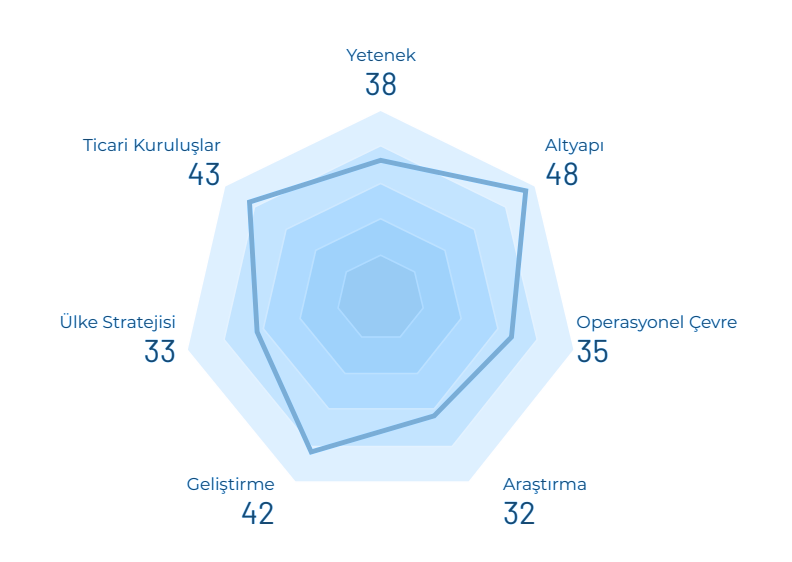 Yetenek
38
Altyapı
48
Operasyonel Çevre
35
Araştırma
32
Geliştirme
42
Ülke Stratejisi
33
Ticari Kuruluşlar
43